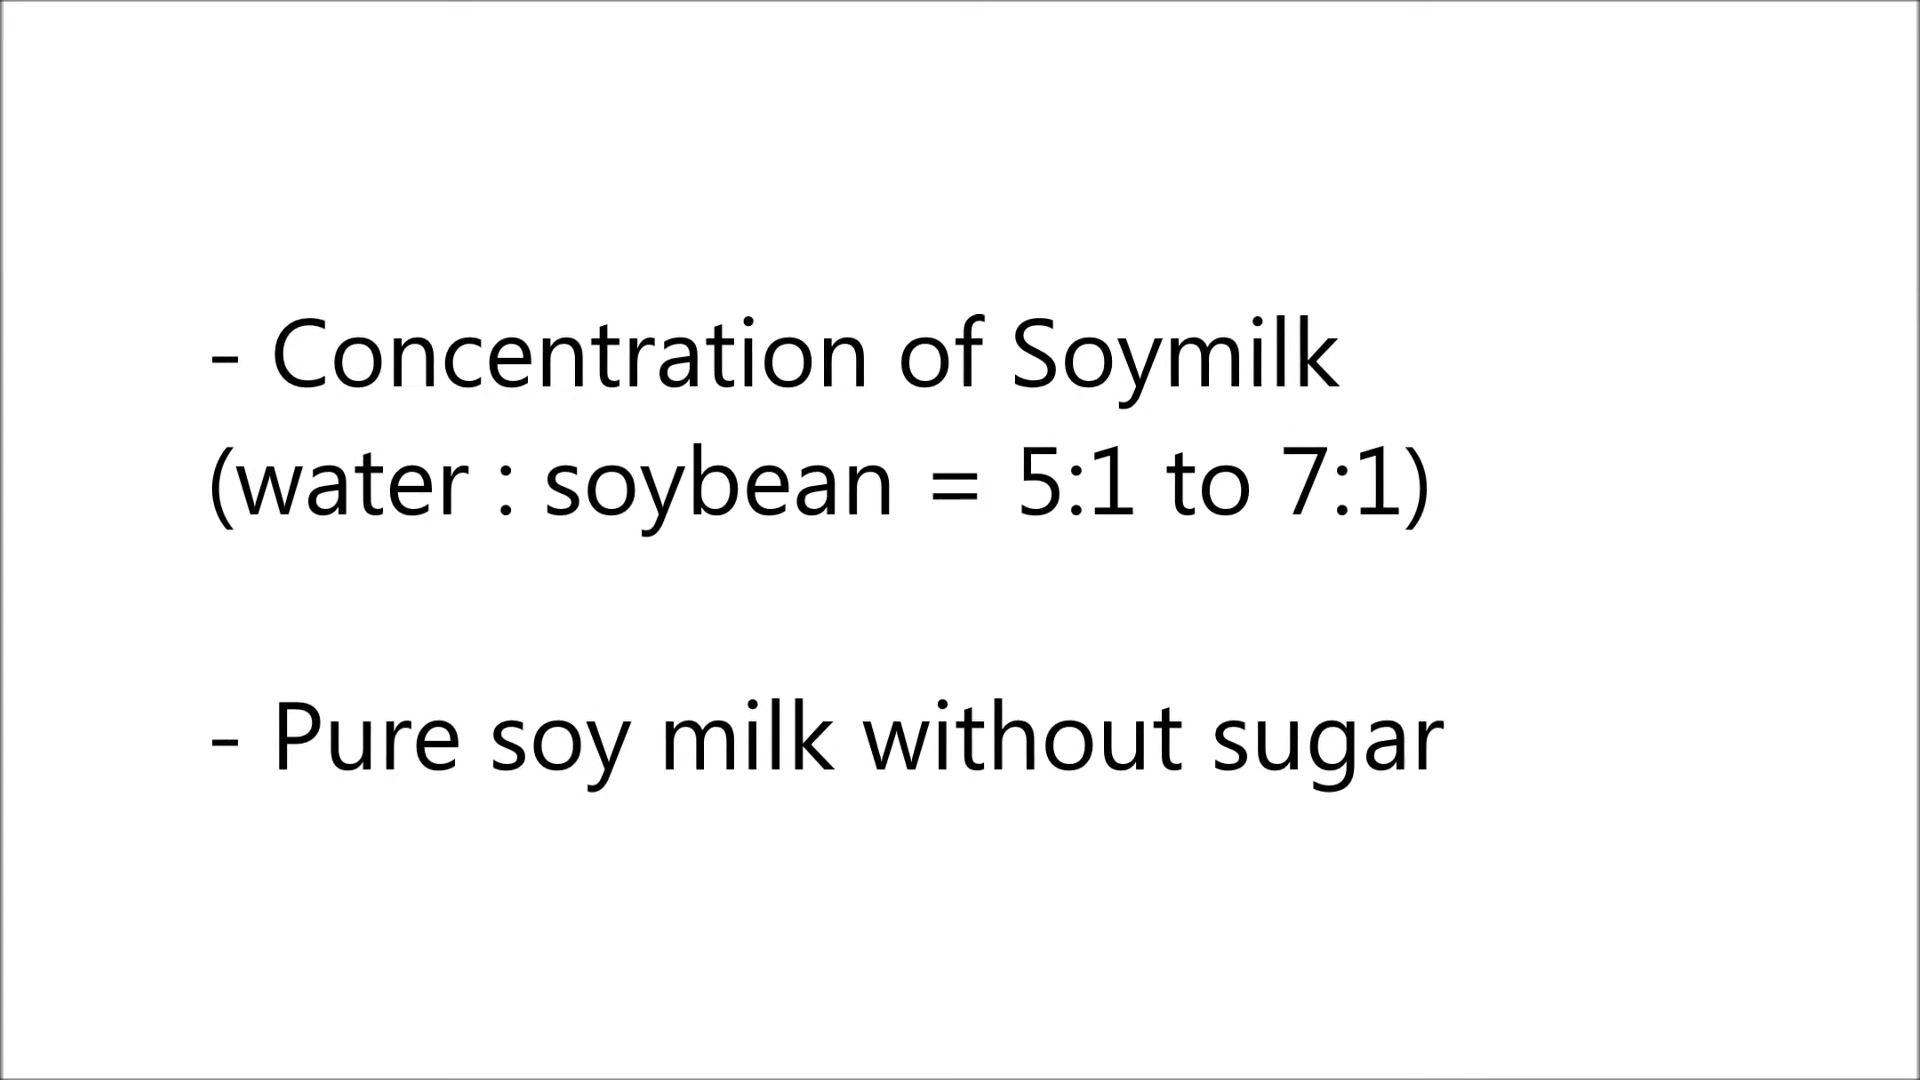 - Concentration of Soymilk
(water : soybean = 5:1 to 7:1)
- Pure soy milk without sugar